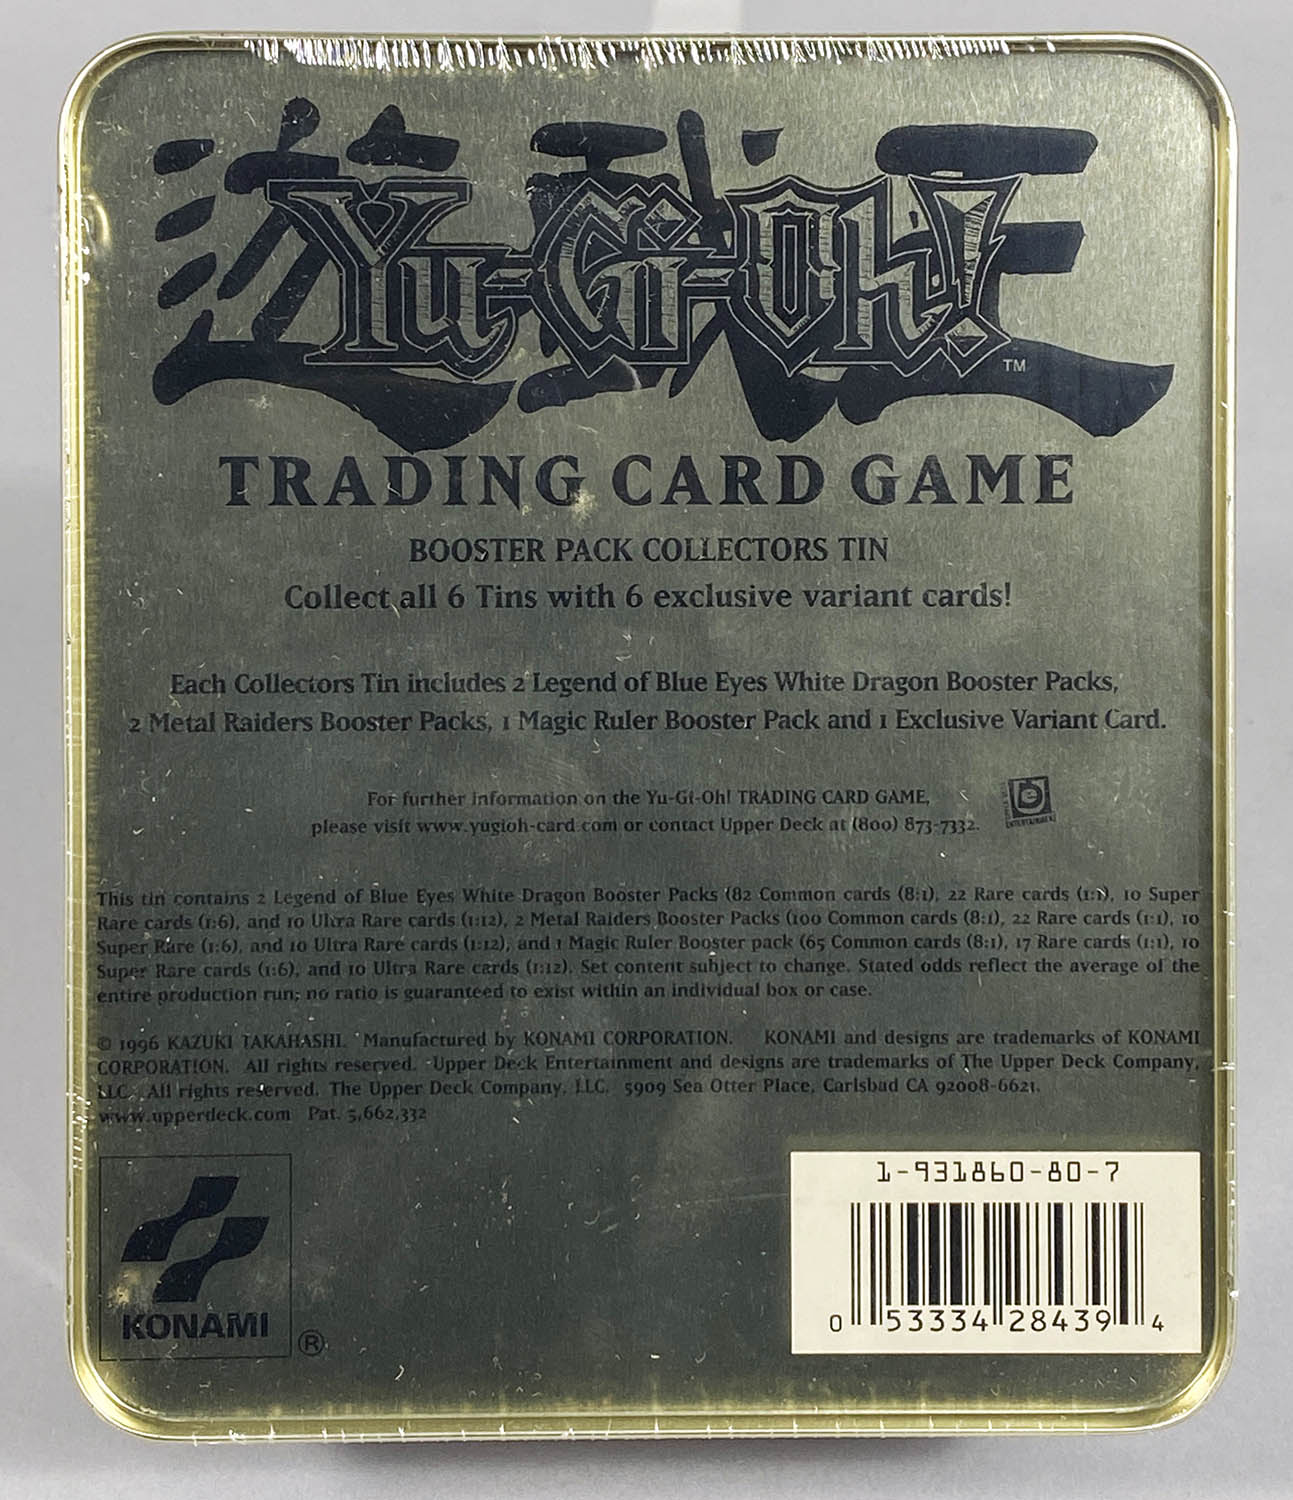 遊戯王
Yu-Gi-Oh!
TM
TRADING CARD GAME
BOOSTER PACK COLLECTORS TIN
Collect all 6 Tins with 6 exclusive variant cards!
Each Collectors Tin includes 2 Legend of Blue Eyes White Dragon Booster Packs,
2 Metal Raiders Booster Packs, 1 Magic Ruler Booster Pack and 1 Exclusive Variant Card.
For further information on the Yu-Gi-Oh! TRADING CARD GAME,
please visit www.yugioh-card.com or contact Upper Deck at (800) 873-7332.
ENTERTAINMENT
This tin contains 2 Legend of Blue Eyes White Dragon Booster Packs (82 Common cards (8:1), 22 Rare cards (1:1), 10 Super
Rare cards (1:6), and 10 Ultra Rare cards (1:12), 2 Metal Raiders Booster Packs (100 Common cards (8:1), 22 Rare cards (1:1), 10
Super Rare (1:6), and 10 Ultra Rare cards (1:12), and 1 Magic Ruler Booster pack (65 Common cards (8:1), 17 Rare cards (1:1), 10
Super Rare cards (1:6), and 10 Ultra Rare cards (1:12). Set content subject to change. Stated odds reflect the average of the
entire production run; no ratio is guaranteed to exist within an individual box or case.
© 1996 KAZUKI TAKAHASHI. Manufactured by KONAMI CORPORATION. KONAMI and designs are trademarks of KONAMI
CORPORATION. All rights reserved. Upper Deck Entertainment and designs are trademarks of The Upper Deck Company,
LLC. All rights reserved. The Upper Deck Company, LLC. 5909 Sea Otter Place, Carlsbad CA 92008-6621.
www.upperdeck.com Pat. 5,662,332
KONAMI ®
1-931860-80-7
0 53334 28439 4